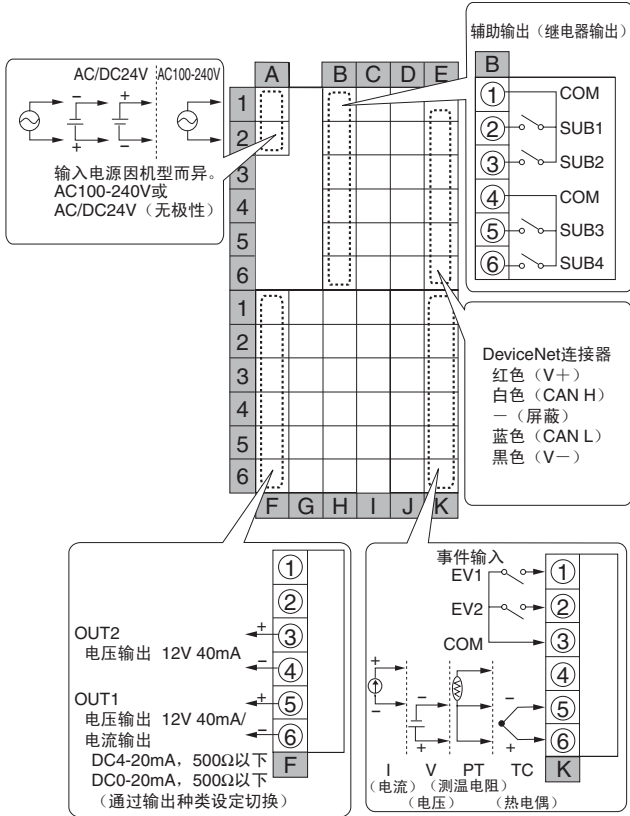 AC/DC24V AC100-240V
－ ＋
＋ －
输入电源因机型而异。
AC100-240V或
AC/DC24V（无极性）
A B C D E
1
2
3
4
5
6
1
2
3
4
5
6
F G H I J K
辅助输出（继电器输出）
B
① COM
② SUB1
③ SUB2
④ COM
⑤ SUB3
⑥ SUB4
DeviceNet连接器
红色（V＋）
白色（CAN H）
－（屏蔽）
蓝色（CAN L）
黑色（V－）
①
②
OUT2 ＋ ③
电压输出 12V 40mA － ④
OUT1 ＋ ⑤
电压输出 12V 40mA/ － ⑥
电流输出
DC4-20mA，500Ω以下 F
DC0-20mA，500Ω以下
（通过输出种类设定切换）
事件输入
EV1 ①
EV2 ②
COM ③
＋ ④
－ － － ⑤
＋ ＋ ⑥
I V PT TC K
（电流）（测温电阻）
（电压） （热电偶）